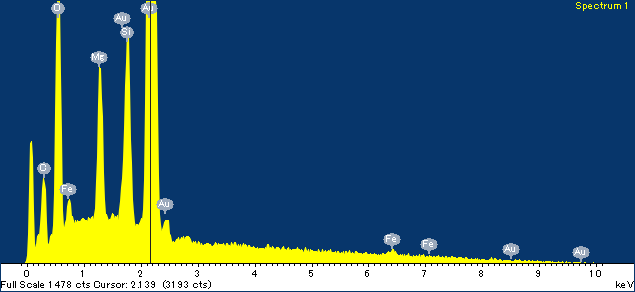 Spectrum 1
O Au Au
Si
Mg
O
Fe
Au
Fe Fe Au Au
0 1 2 3 4 5 6 7 8 9 10
Full Scale 1478 cts Cursor: 2.139 (3193 cts) keV